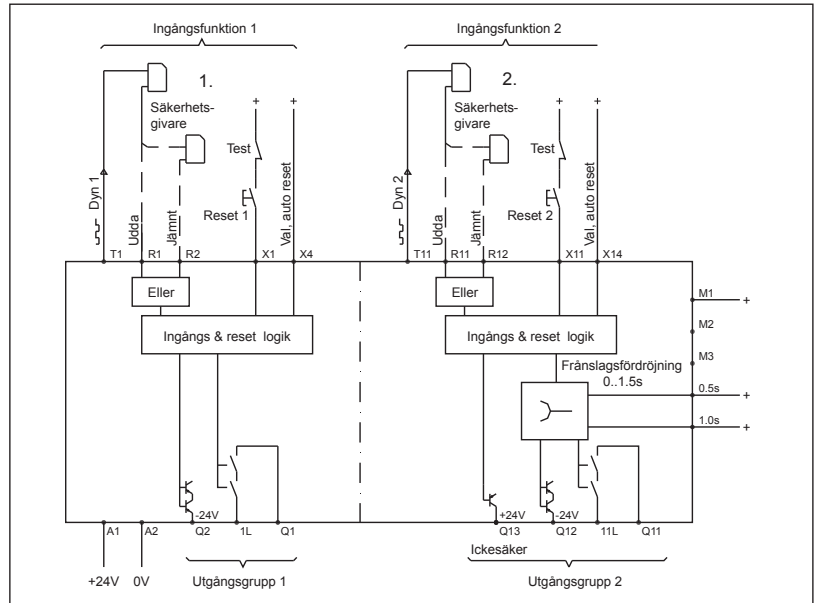 Ingångsfunktion 1
Ingångsfunktion 2
1.
2.
Säkerhets-
givare
Säkerhets-
givare
+
+
+
+
Test
Test
Dyn 1
Udda
Jämnt
Reset 1
Val, auto reset
Dyn 2
Udda
Jämnt
Reset 2
Val, auto reset
T1
R1
R2
X1
X4
T11
R11
R12
X11
X14
Eller
Eller
M1
+
Ingångs & reset logik
Ingångs & reset logik
M2
M3
Frånslagsfördröjning
0..1.5s
0.5s
+
1.0s
+
-24V
+24V
-24V
A1
A2
Q2
1L
Q1
Q13
Q12
11L
Q11
Ickesäker
+24V
0V
Utgångsgrupp 1
Utgångsgrupp 2